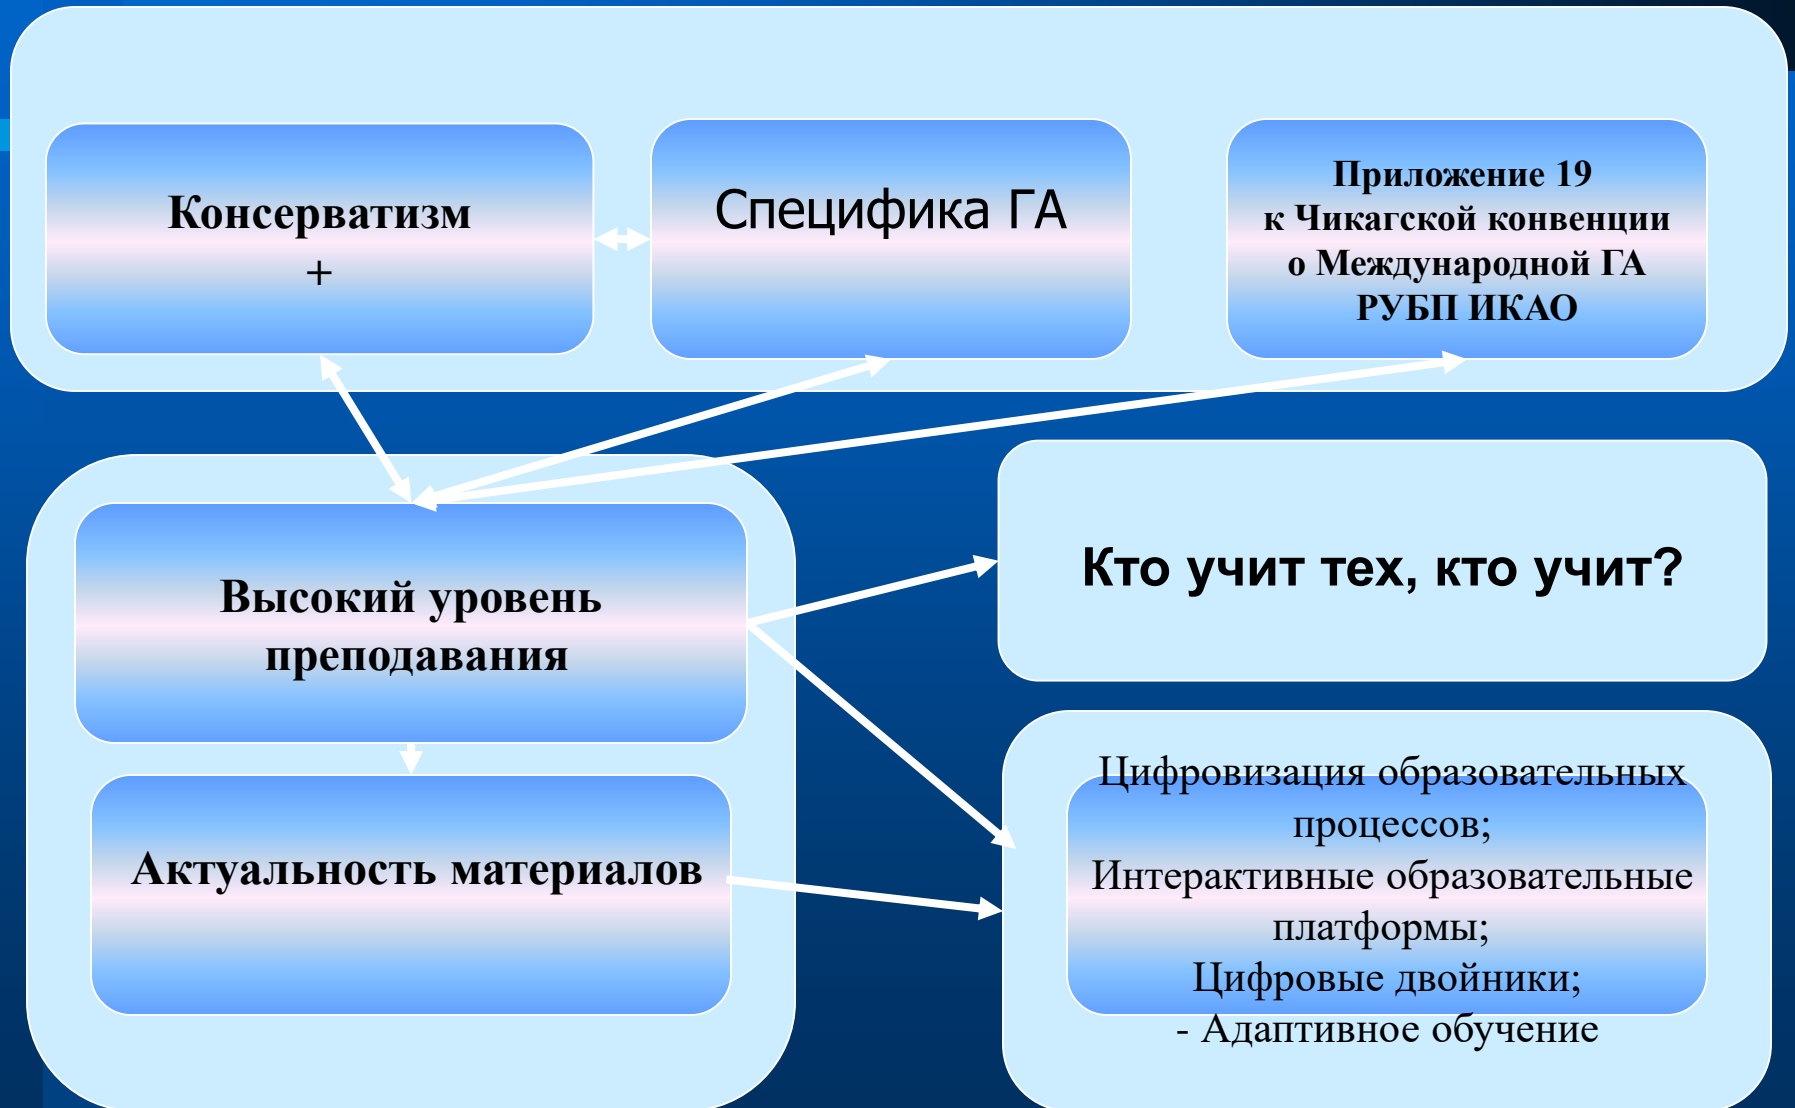 Консерватизм
+
Специфика ГА
Приложение 19
к Чикагской конвенции
о Международной ГА
РУБП ИКАО
Высокий уровень
преподавания
Кто учит тех, кто учит?
Актуальность материалов
Цифровизация образовательных
процессов;
Интерактивные образовательные
платформы;
Цифровые двойники;
- Адаптивное обучение